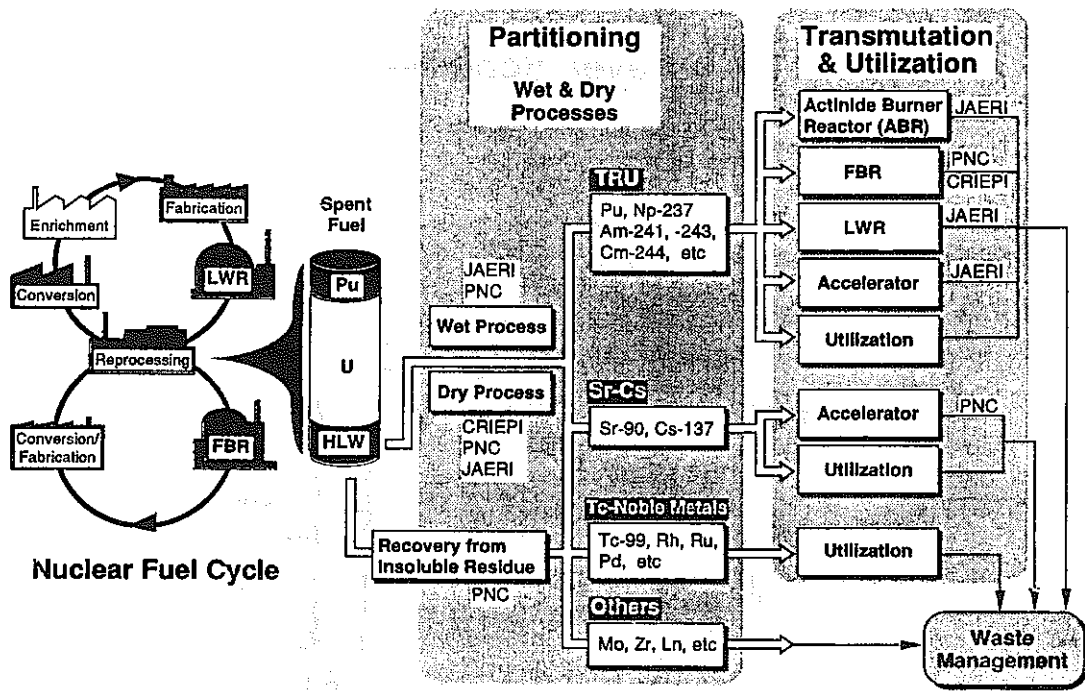 Partitioning
Wet & Dry
Processes
Transmutation
& Utilization
Enrichment
Fabrication
Conversion
LWR
Reprocessing
Conversion/
Fabrication
FBR
Nuclear Fuel Cycle
Spent
Fuel
Pu
U
HLW
JAERI
PNC
Wet Process
Dry Process
CRIEPI
PNC
JAERI
Recovery from
Insoluble Residue
PNC
TRU
Pu, Np-237
Am-241, -243,
Cm-244, etc
Sr-Cs
Sr-90, Cs-137
Tc-Noble Metals
Tc-99, Rh, Ru,
Pd, etc
Others
Mo, Zr, Ln, etc
Actinide Burner
Reactor (ABR)
JAERI
FBR
PNC
CRIEPI
LWR
JAERI
Accelerator
JAERI
Utilization
Accelerator
PNC
Utilization
Utilization
Waste
Management